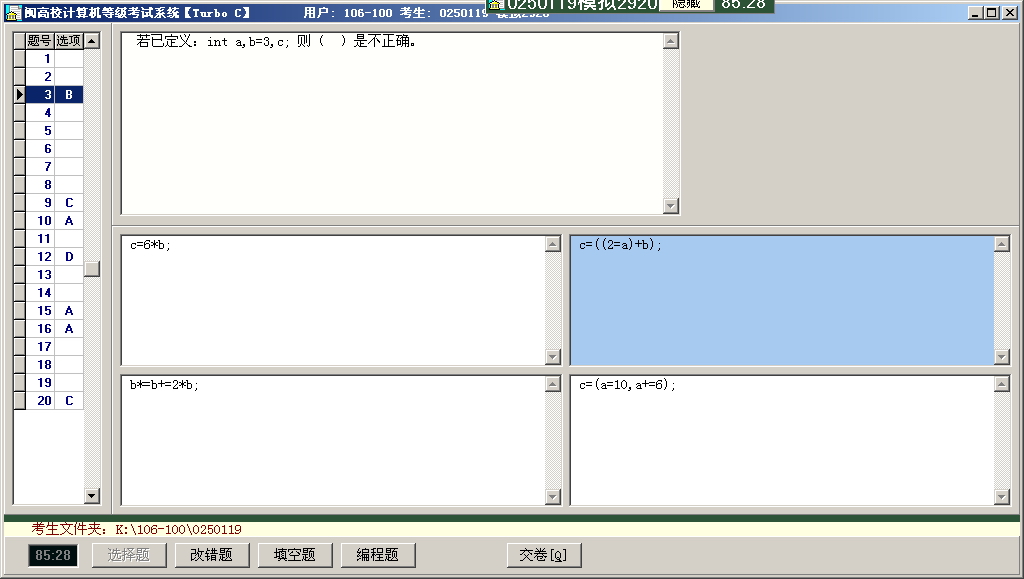 闽高校计算机等级考试系统【Turbo C】 用户: 106-100 考生: 0250119 模拟2920
0250119模拟2920 隐藏 85:28
题号 选项
1
2
3 B
4
5
6
7
8
9 C
10 A
11
12 D
13
14
15 A
16 A
17
18
19
20 C
若已定义: int a,b=3,c; 则 ( ) 是不正确。
c=6*b;
c=((2=a)+b);
b*=b+=2*b;
c=(a=10,a+=6);
考生文件夹: K:\106-100\0250119
85:28 选择题 改错题 填空题 编程题 交卷[Q]